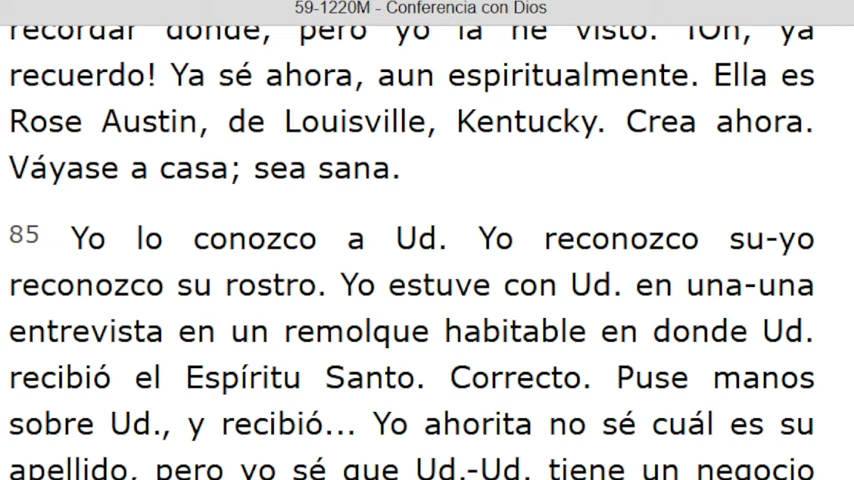 59-1220M - Conferencia con Dios
recordar donde, pero yo la he visto. ¡Oh, ya
recuerdo! Ya sé ahora, aun espiritualmente. Ella es
Rose Austin, de Louisville, Kentucky. Crea ahora.
Váyase a casa; sea sana.
85 Yo lo conozco a Ud. Yo reconozco su-yo
reconozco su rostro. Yo estuve con Ud. en una-una
entrevista en un remolque habitable en donde Ud.
recibió el Espíritu Santo. Correcto. Puse manos
sobre Ud., y recibió... Yo ahorita no sé cuál es su
apellido, pero yo sé que Ud.-Ud. tiene un negocio